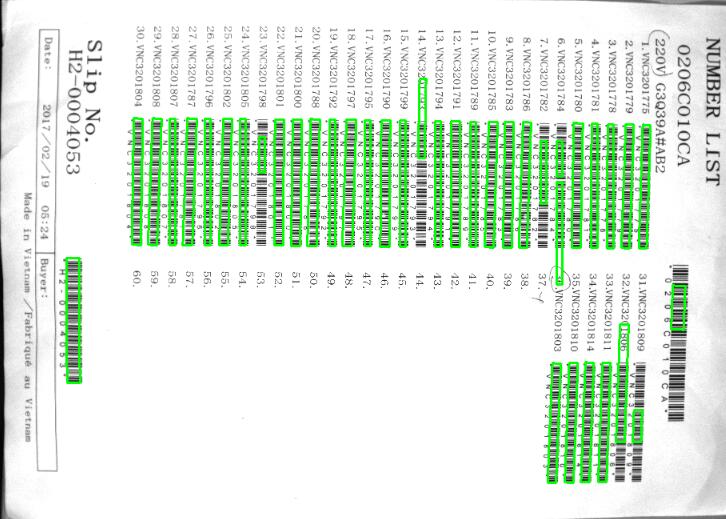 NUMBER LIST
0206C010CA
*0206C010CA*
(220V) G3Q39A#AB2
1.VNC3201775
2.VNC3201779
3.VNC3201778
4.VNC3201781
5.VNC3201780
6.VNC3201784
7.VNC3201782
8.VNC3201786
9.VNC3201783
10.VNC3201785
11.VNC3201789
12.VNC3201791
13.VNC3201794
15.VNC3201799
16.VNC3201790
17.VNC3201795
18.VNC3201797
19.VNC3201792
20.VNC3201788
21.VNC3201800
22.VNC3201801
23.VNC3201798
24.VNC3201805
25.VNC3201802
26.VNC3201796
27.VNC3201787
28.VNC3201807
29.VNC3201808
30.VNC3201804
31.VNC3201809
32.VNC3201806
33.VNC3201811
34.VNC3201814
35.VNC3201810
VNC3201803
37.
38.
39.
40.
41.
42.
43.
44.
45.
46.
47.
48.
49.
50.
51.
52.
53.
54.
55.
56.
57.
58.
59.
60.
Slip No.
H2-0004053
*H2-0004053*
Date: 2017/02/19 05:24 Buyer:
Made in Vietnam /Fabriqué au Vietnam